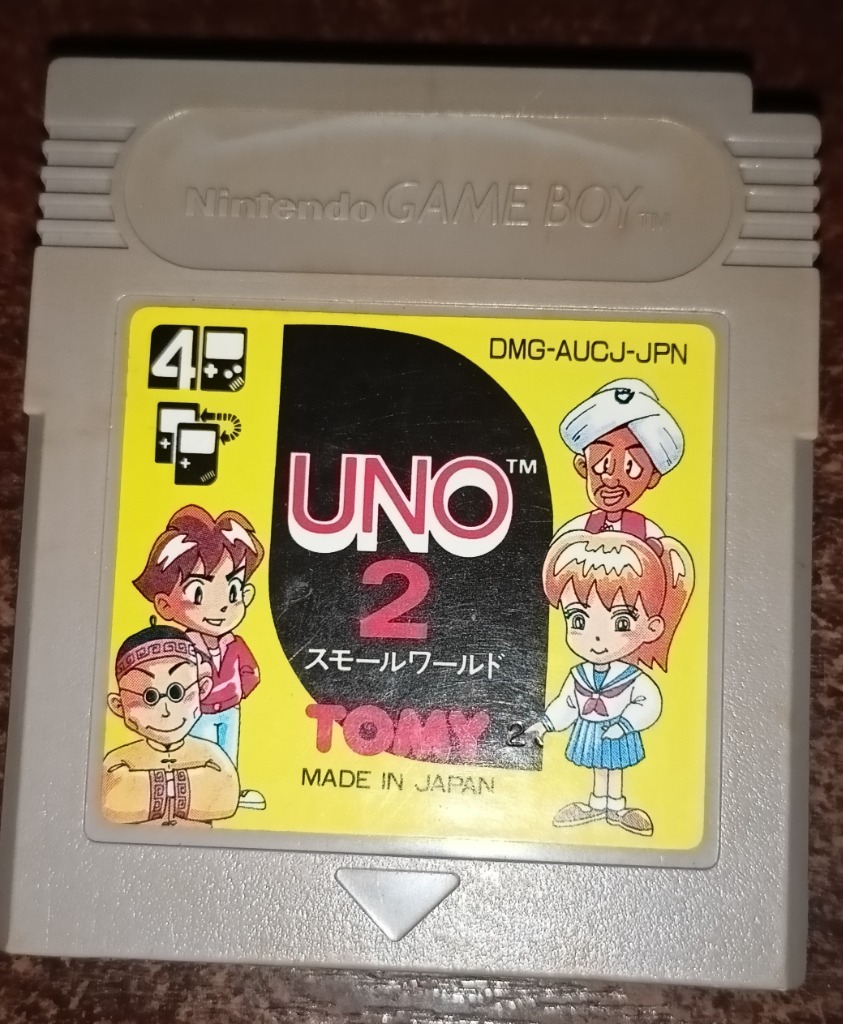 Nintendo GAME BOY™
4
DMG-AUCJ-JPN
UNO™
2
スモールワールド
TOMY
MADE IN JAPAN